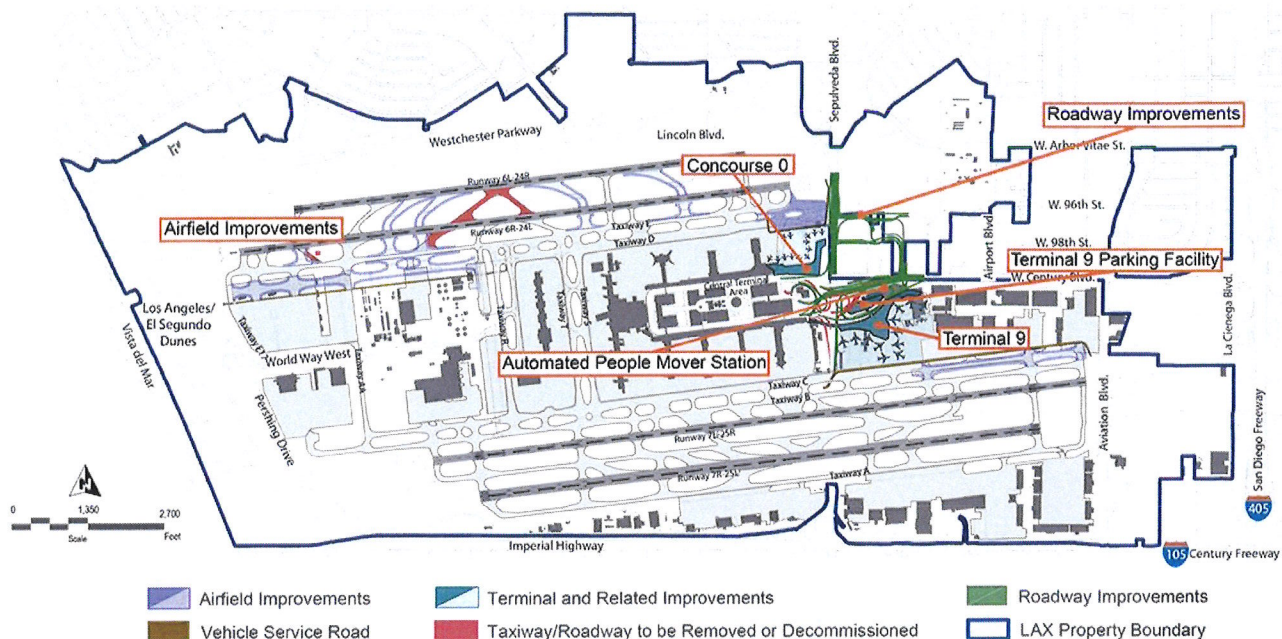 Sepulveda Blvd.
Roadway Improvements
Westchester Parkway
Lincoln Blvd.
W. Arbor Vitae St.
Concourse 0
Runway 6L-24R
W. 96th St.
Airfield Improvements
Runway 6R-24L
Taxiway E
Taxiway D
Airport Blvd.
W. 98th St.
Terminal 9 Parking Facility
W. Century Blvd.
Central Terminal
Area
La Cienega Blvd.
Los Angeles/
El Segundo
Dunes
Vista del Mar
Taxiway R
Taxiway T
Taxiway S
World Way West
Taxiway AA
Terminal 9
Automated People Mover Station
Pershing Drive
Taxiway C
Taxiway B
Aviation Blvd.
Runway 7L-25R
Runway 7R-25L
Taxiway A
San Diego Freeway
N
0 1,350 2,700
Scale Feet
405
Imperial Highway
105 Century Freeway
Airfield Improvements
Terminal and Related Improvements
Roadway Improvements
Vehicle Service Road
Taxiway/Roadway to be Removed or Decommissioned
LAX Property Boundary